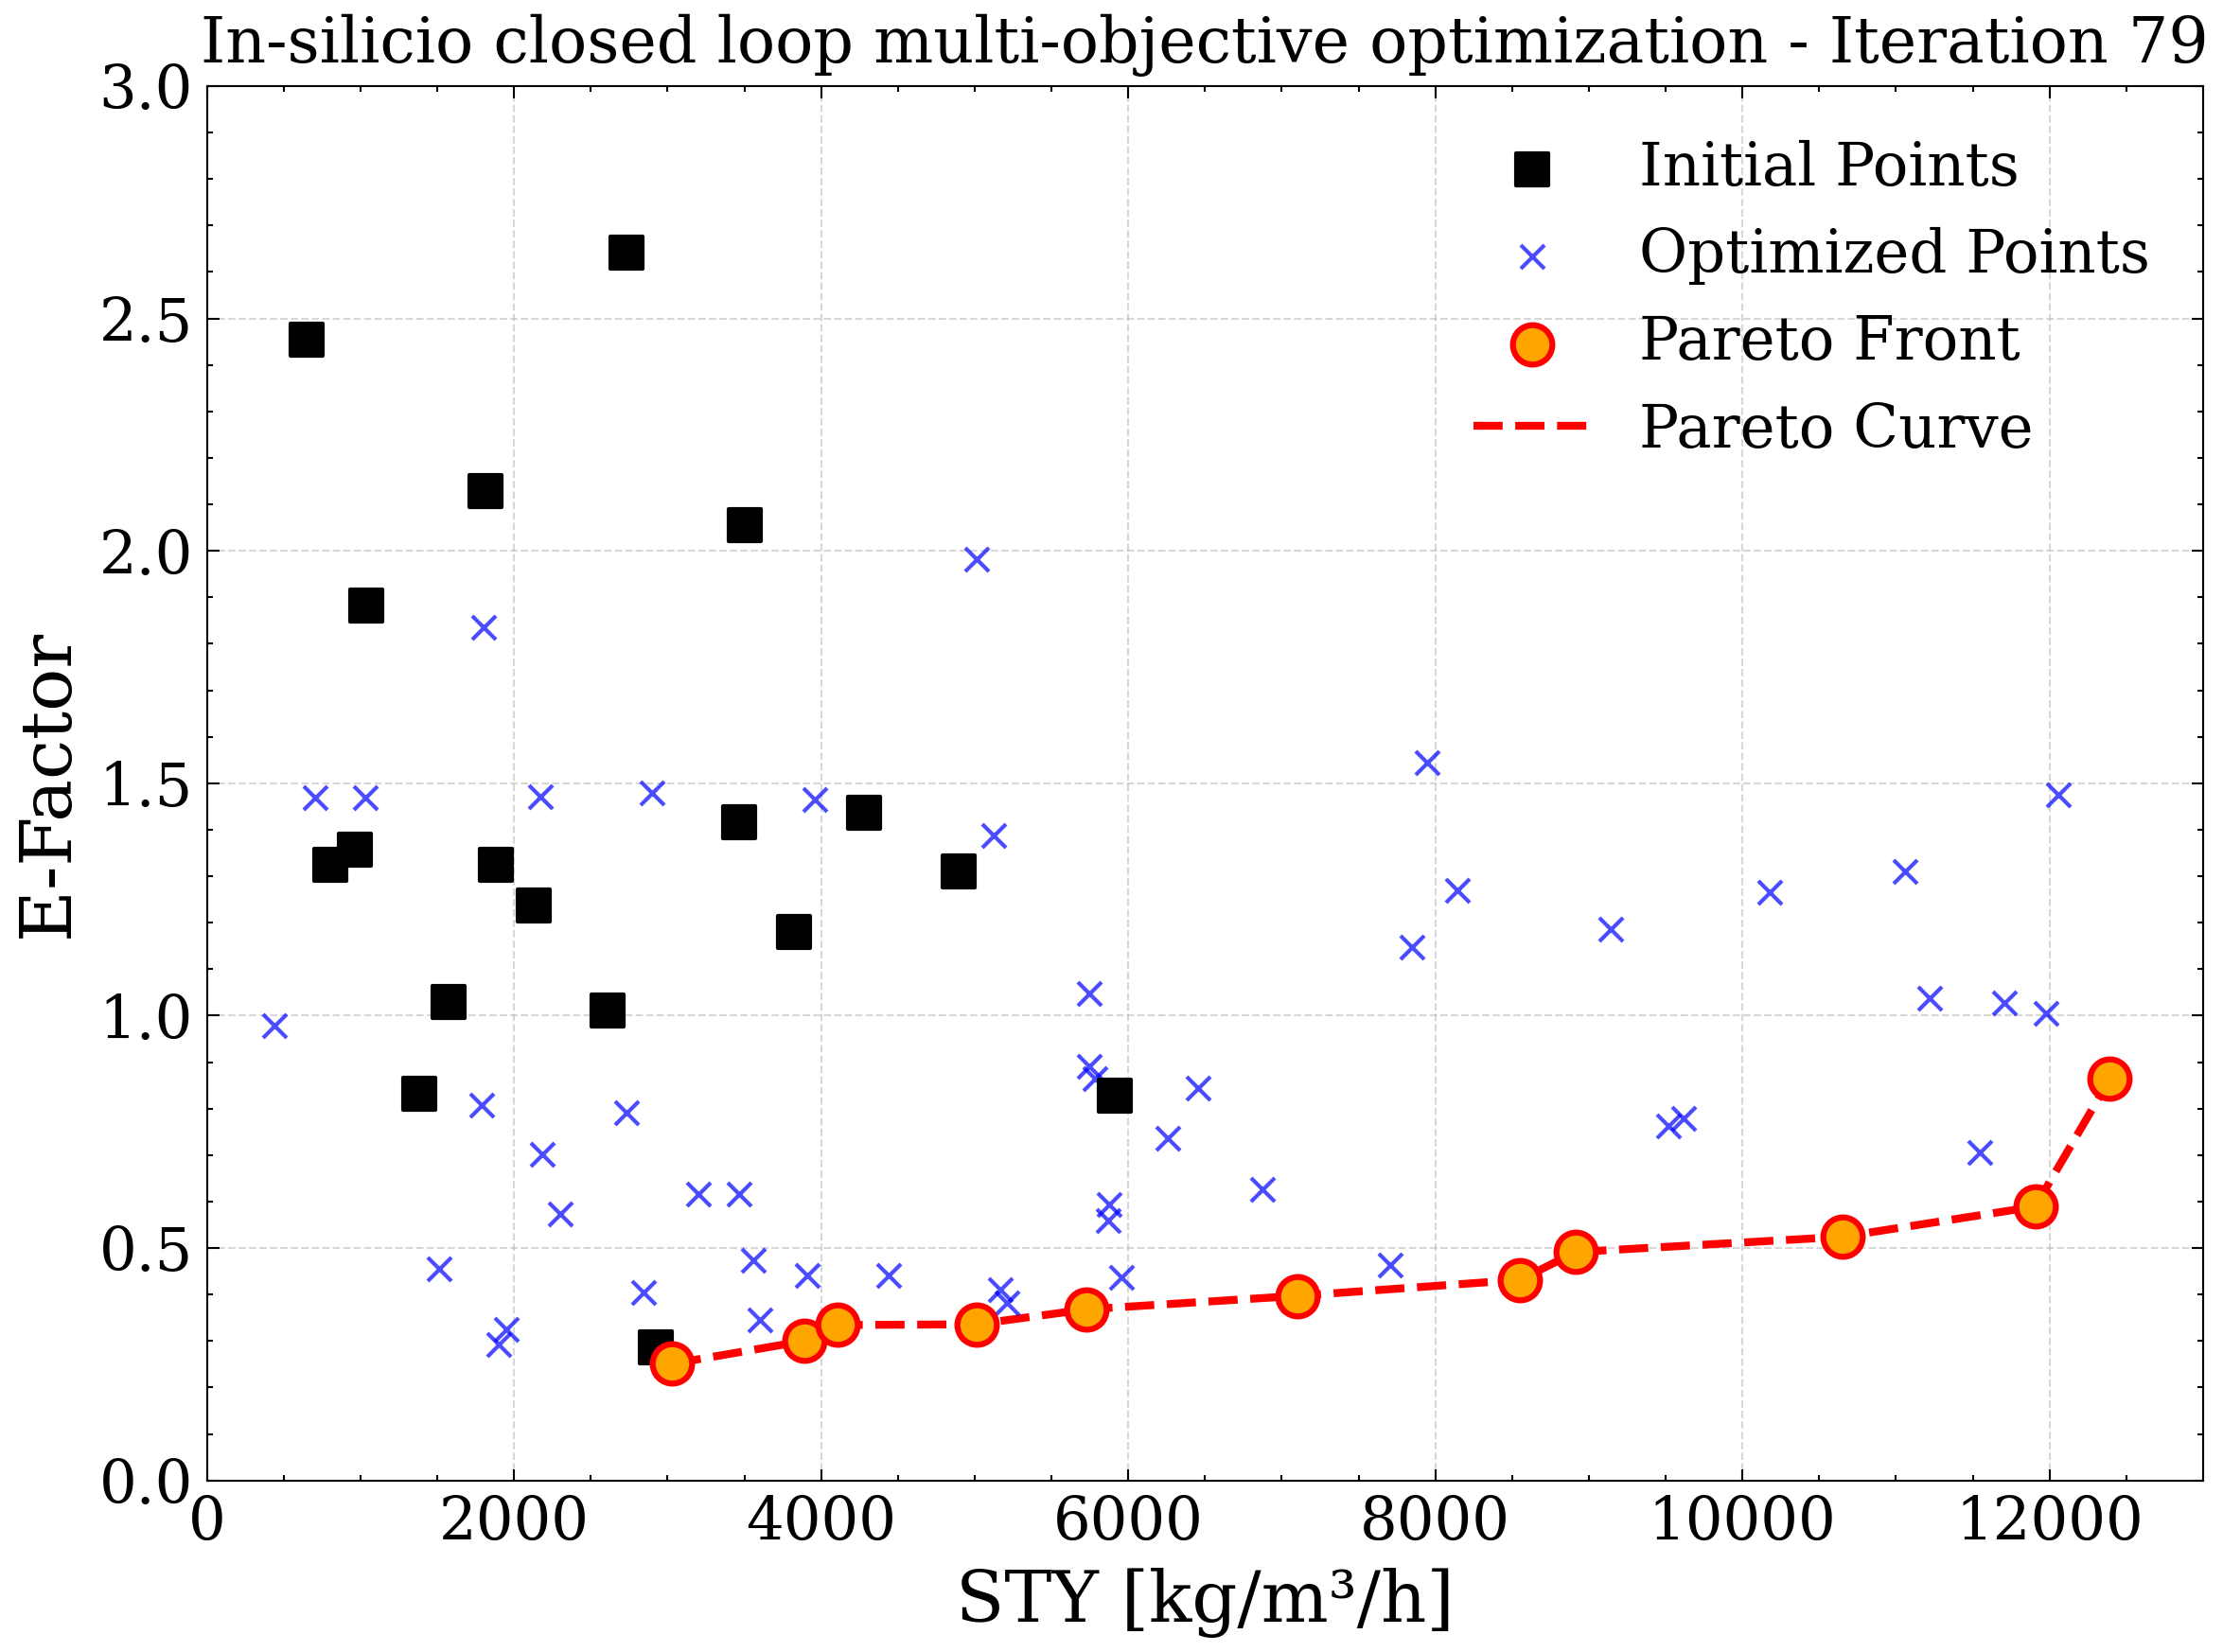 In-silicio closed loop multi-objective optimization - Iteration 79
3.0
2.5
2.0
1.5
1.0
0.5
0.0
E-Factor
Initial Points
Optimized Points
Pareto Front
Pareto Curve
0 2000 4000 6000 8000 10000 12000
STY [kg/m³/h]